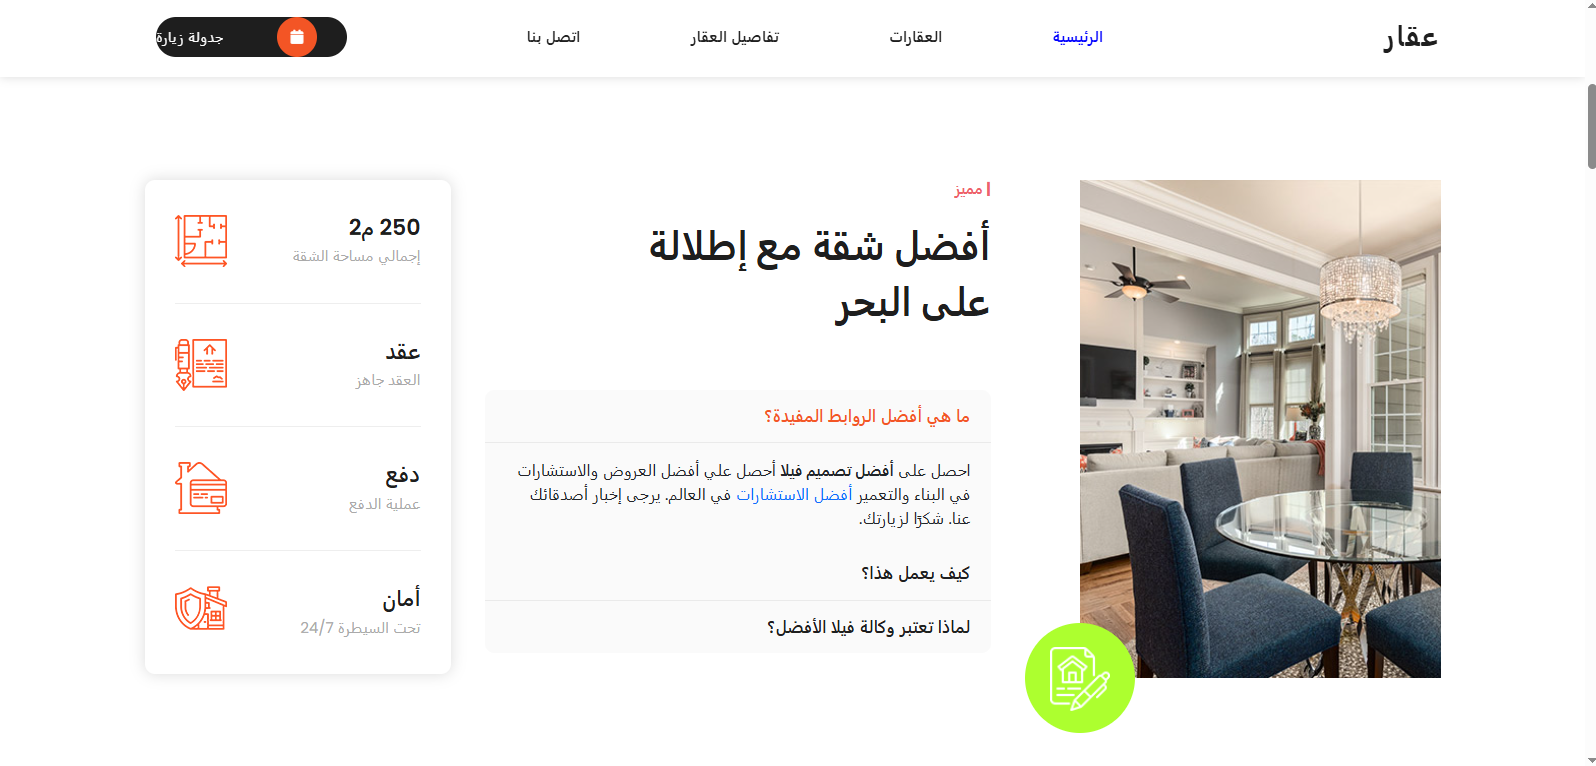 عقار
الرئيسية
العقارات
تفاصيل العقار
اتصل بنا
جدولة زيارة
| مميز
أفضل شقة مع إطلالة
على البحر
ما هي أفضل الروابط المفيدة؟
احصل على أفضل تصميم فيلا أحصل علي أفضل العروض والاستشارات
في البناء والتعمير أفضل الاستشارات في العالم. يرجى إخبار أصدقائك
عنا. شكرًا لزيارتك.
كيف يعمل هذا؟
لماذا تعتبر وكالة فيلا الأفضل؟
250 م2
إجمالي مساحة الشقة
عقد
العقد جاهز
دفع
عملية الدفع
أمان
تحت السيطرة 24/7